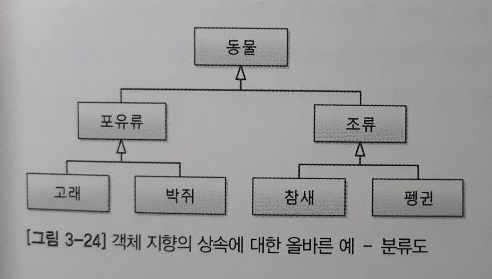 동물
포유류 조류
고래 박쥐 참새 펭귄
[그림 3-24] 객체 지향의 상속에 대한 올바른 예 - 분류도